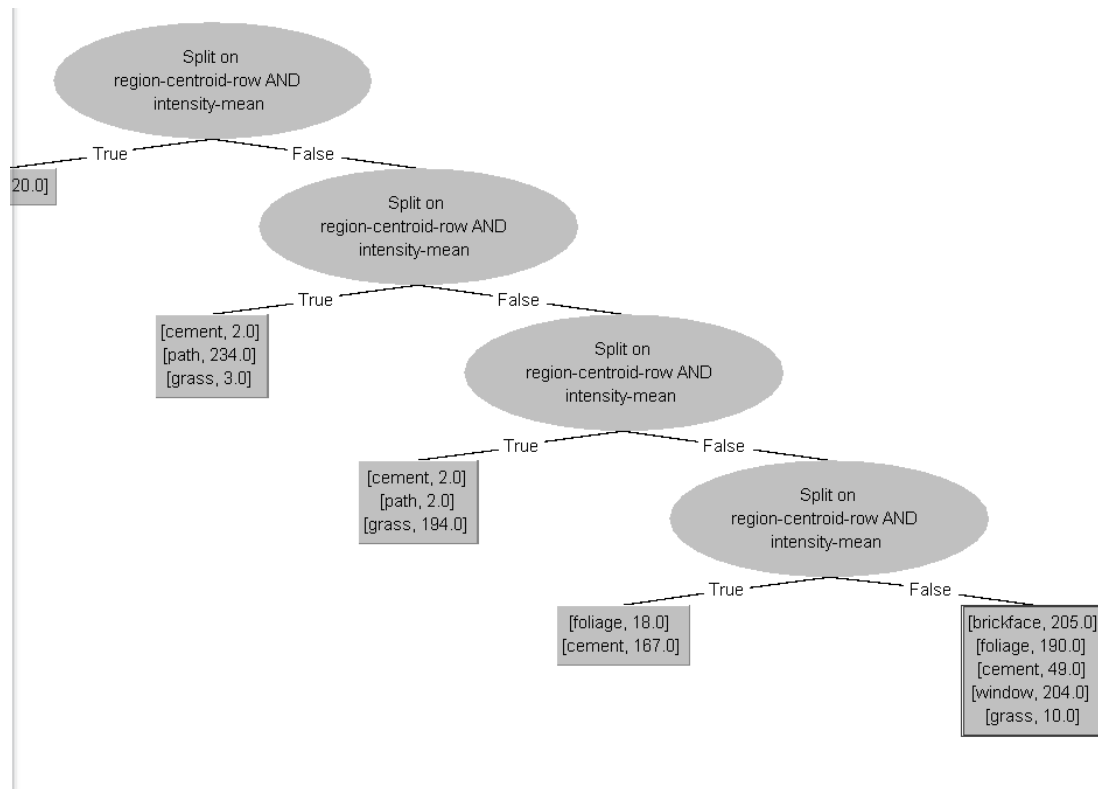 Split on
region-centroid-row AND
intensity-mean
True
False
20.0]
Split on
region-centroid-row AND
intensity-mean
True
False
[cement, 2.0]
[path, 234.0]
[grass, 3.0]
Split on
region-centroid-row AND
intensity-mean
True
False
[cement, 2.0]
[path, 2.0]
[grass, 194.0]
Split on
region-centroid-row AND
intensity-mean
True
False
[foliage, 18.0]
[cement, 167.0]
[brickface, 205.0]
[foliage, 190.0]
[cement, 49.0]
[window, 204.0]
[grass, 10.0]